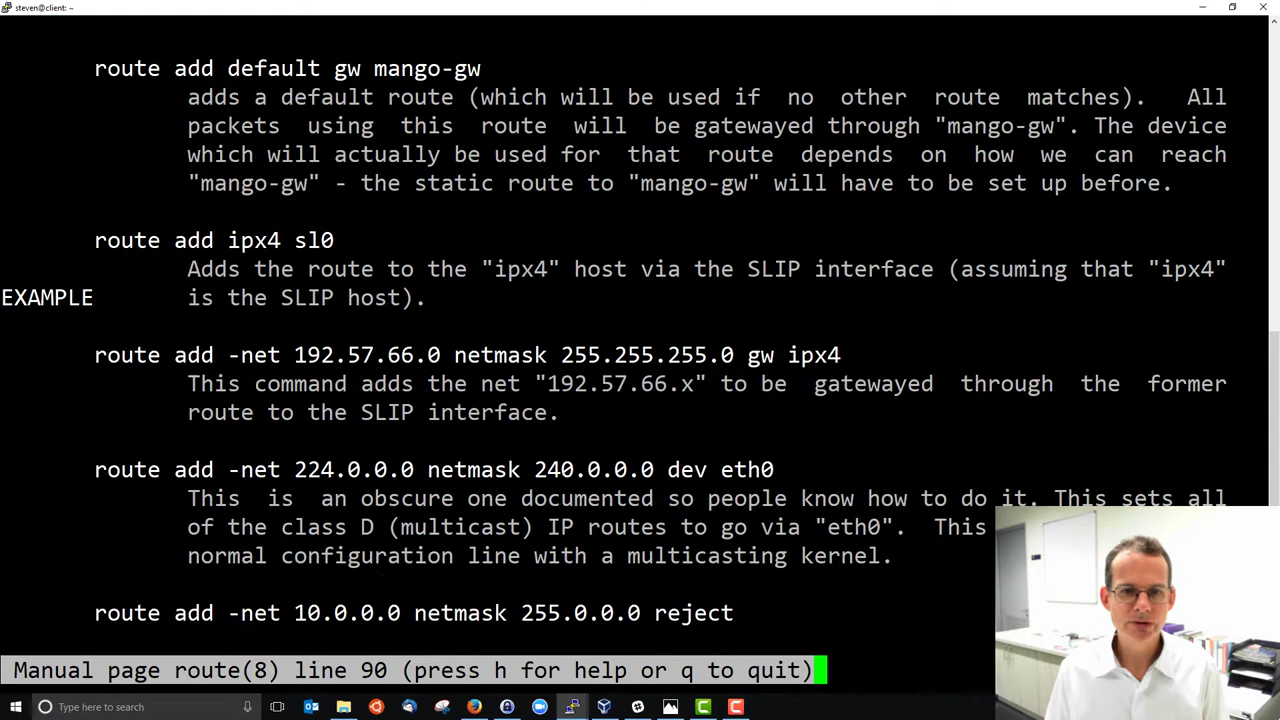 steven@client: ~
route add default gw mango-gw
adds a default route (which will be used if no other route matches). All
packets using this route will be gatewayed through "mango-gw". The device
which will actually be used for that route depends on how we can reach
"mango-gw" - the static route to "mango-gw" will have to be set up before.
route add ipx4 sl0
Adds the route to the "ipx4" host via the SLIP interface (assuming that "ipx4"
EXAMPLE is the SLIP host).
route add -net 192.57.66.0 netmask 255.255.255.0 gw ipx4
This command adds the net "192.57.66.x" to be gatewayed through the former
route to the SLIP interface.
route add -net 224.0.0.0 netmask 240.0.0.0 dev eth0
This is an obscure one documented so people know how to do it. This sets all
of the class D (multicast) IP routes to go via "eth0". This
normal configuration line with a multicasting kernel.
route add -net 10.0.0.0 netmask 255.0.0.0 reject
Manual page route(8) line 90 (press h for help or q to quit)
Type here to search